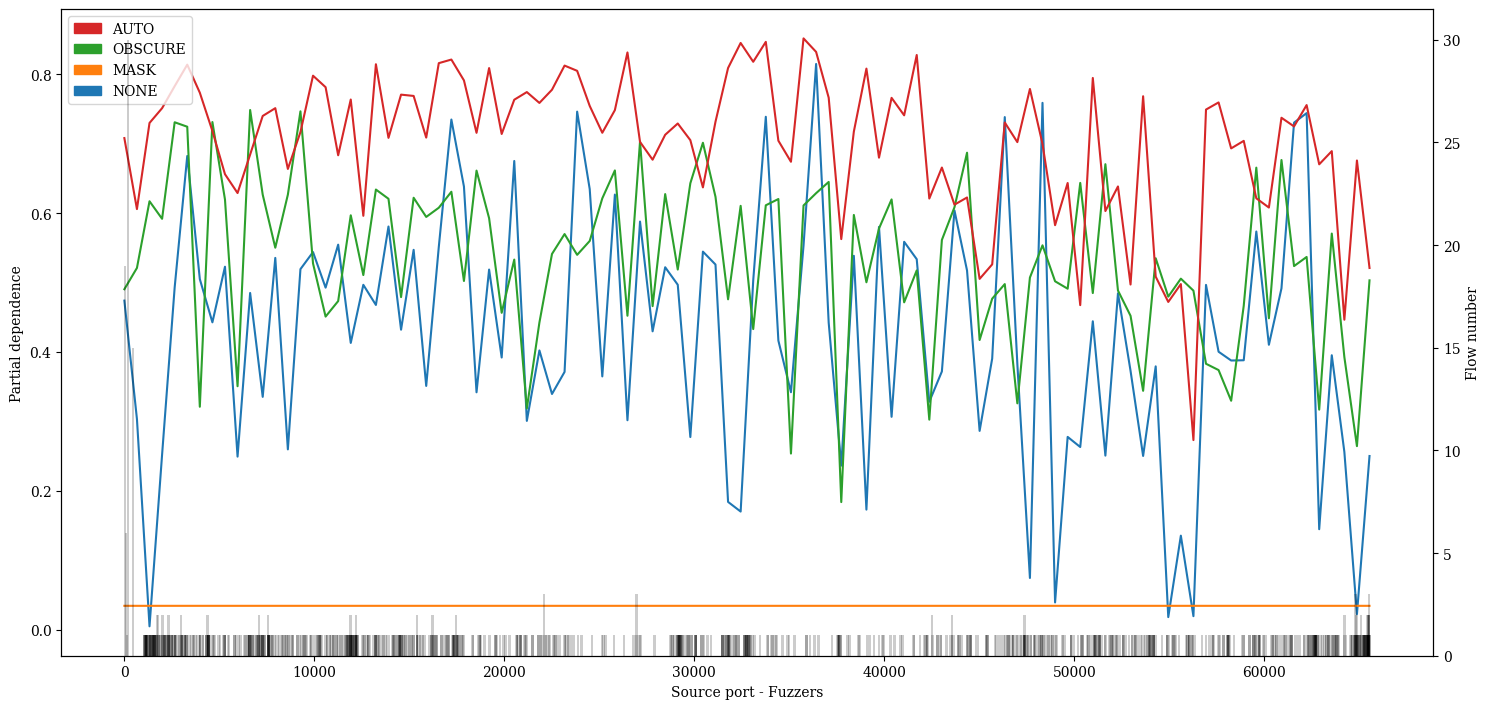 AUTO
OBSCURE
MASK
NONE
Partial dependence
0.8
0.6
0.4
0.2
0.0
Flow number
30
25
20
15
10
5
0
0 10000 20000 30000 40000 50000 60000
Source port - Fuzzers